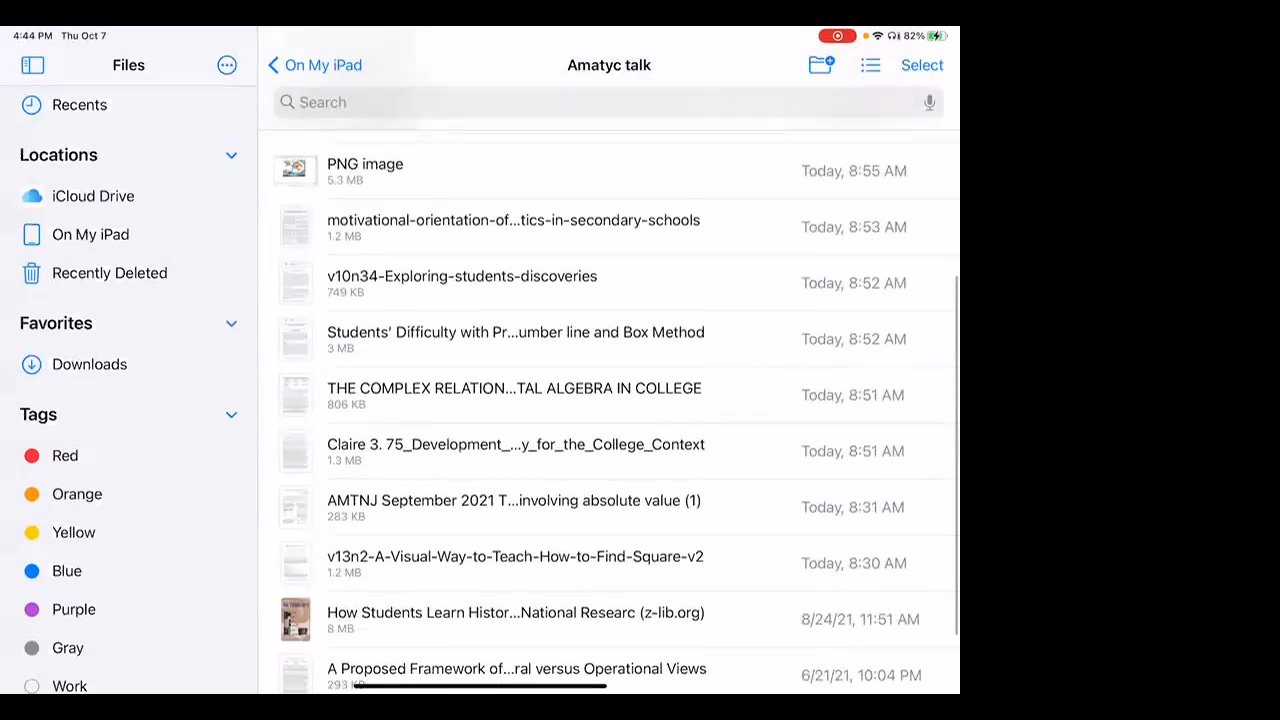 4:44 PM Thu Oct 7
82%
Files
Recents
Locations
iCloud Drive
On My iPad
Recently Deleted
Favorites
Downloads
Tags
Red
Orange
Yellow
Blue
Purple
Gray
Work
On My iPad
Amatyc talk
Select
Search
PNG image
5.3 MB
Today, 8:55 AM
motivational-orientation-of...tics-in-secondary-schools
1.2 MB
Today, 8:53 AM
v10n34-Exploring-students-discoveries
749 KB
Today, 8:52 AM
Students' Difficulty with Pr...umber line and Box Method
3 MB
Today, 8:52 AM
THE COMPLEX RELATION...TAL ALGEBRA IN COLLEGE
806 KB
Today, 8:51 AM
Claire 3. 75_Development_...y_for_the_College_Context
1.3 MB
Today, 8:51 AM
AMTNJ September 2021 T...involving absolute value (1)
283 KB
Today, 8:31 AM
v13n2-A-Visual-Way-to-Teach-How-to-Find-Square-v2
1.2 MB
Today, 8:30 AM
How Students Learn Histor...National Researc (z-lib.org)
8 MB
8/24/21, 11:51 AM
A Proposed Framework of...ral versus Operational Views
293 KB
6/21/21, 10:04 PM